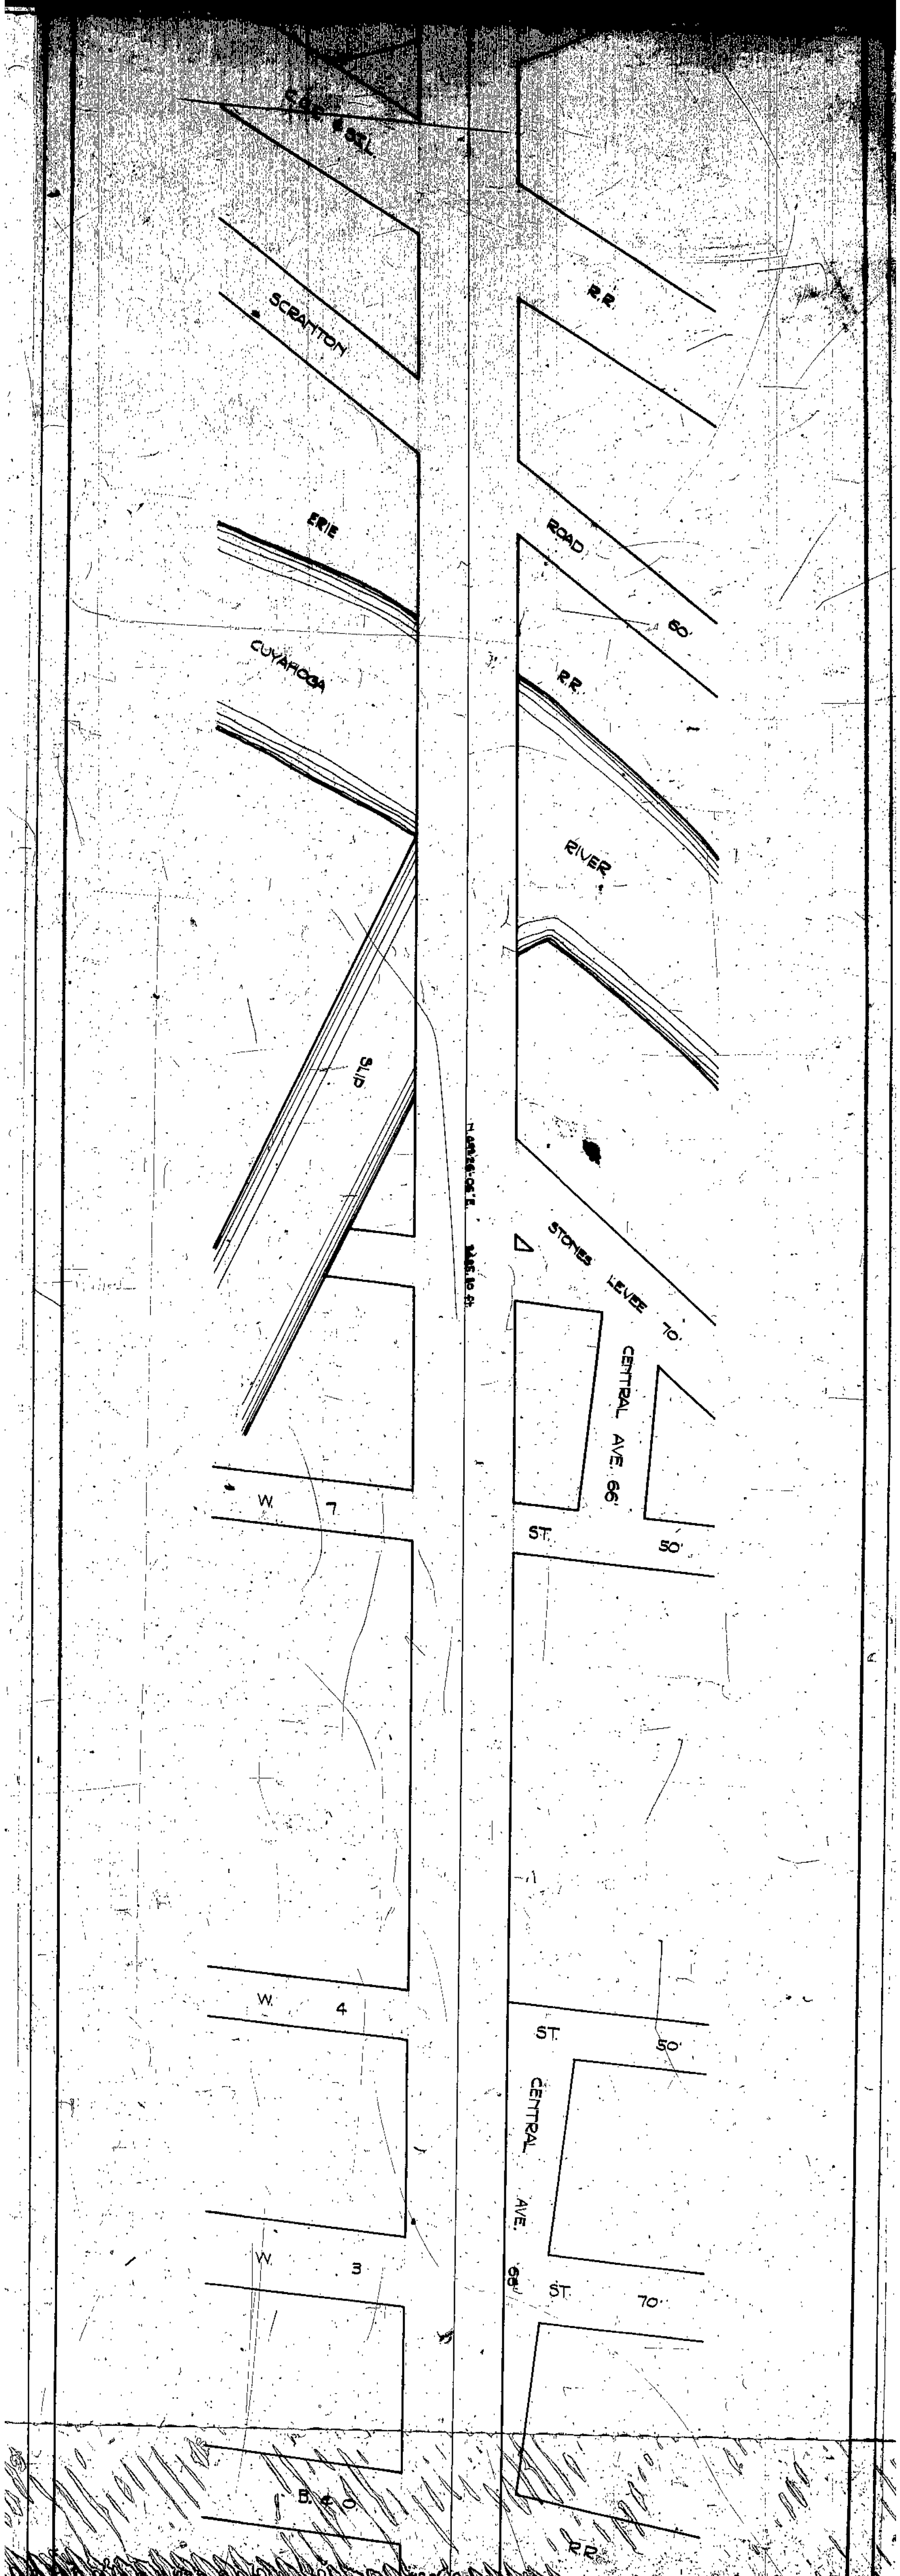 R.R.
SCRANTON
ERIE
ROAD
60'
CUYAHOGA
R.R.
RIVER
SLIP
STONES LEVEE 70'
CENTRAL AVE. 66'
W. 7 ST. 50'
W. 4 ST. 50'
CENTRAL AVE. 66'
W. 3 ST. 70'
B. & O. R.R.